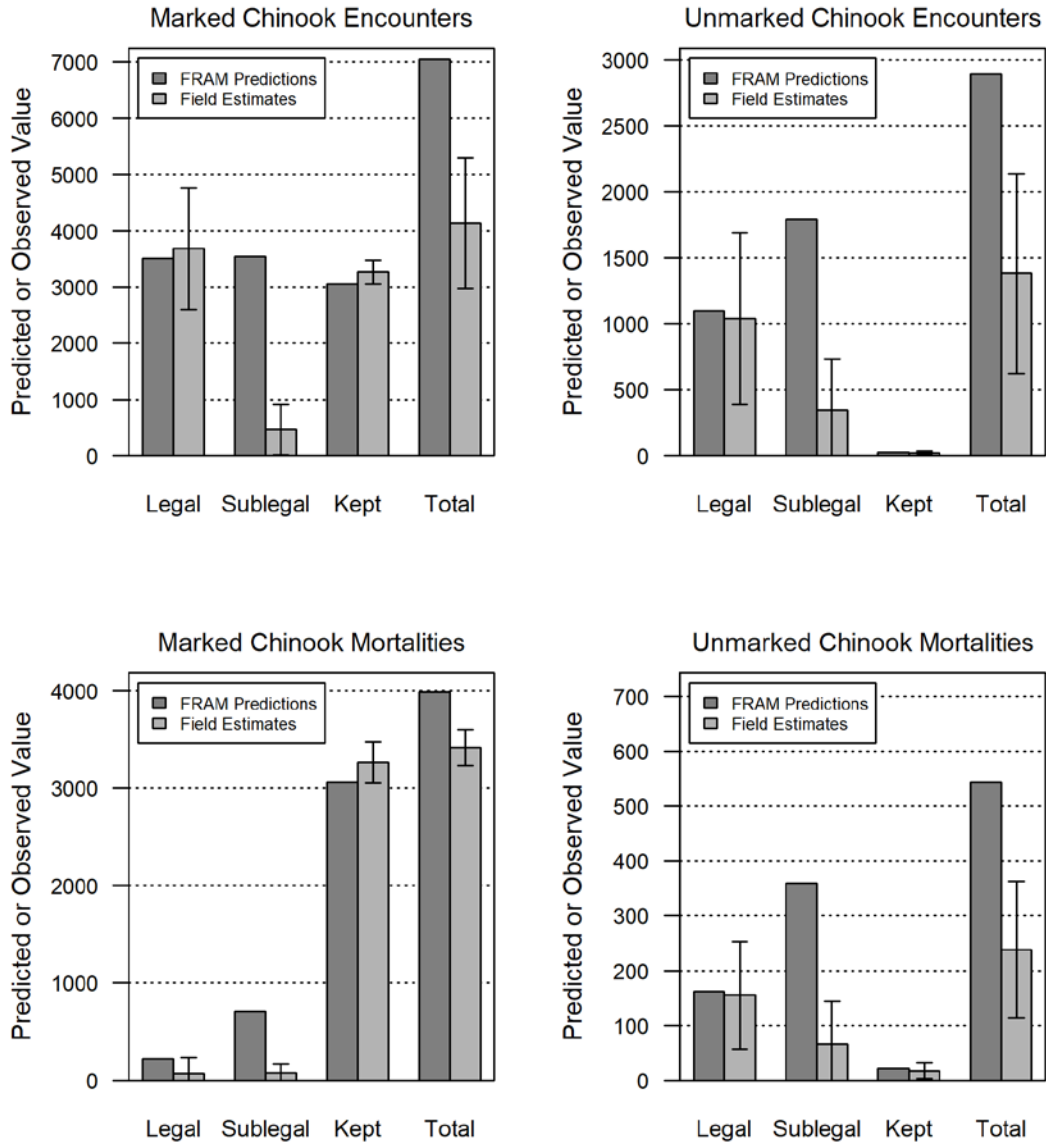 Marked Chinook Encounters
Predicted or Observed Value
7000
6000
5000
4000
3000
2000
1000
0
FRAM Predictions
Field Estimates
Legal Sublegal Kept Total
Unmarked Chinook Encounters
Predicted or Observed Value
3000
2500
2000
1500
1000
500
0
FRAM Predictions
Field Estimates
Legal Sublegal Kept Total
Marked Chinook Mortalities
Predicted or Observed Value
4000
3000
2000
1000
0
FRAM Predictions
Field Estimates
Legal Sublegal Kept Total
Unmarked Chinook Mortalities
Predicted or Observed Value
700
600
500
400
300
200
100
0
FRAM Predictions
Field Estimates
Legal Sublegal Kept Total